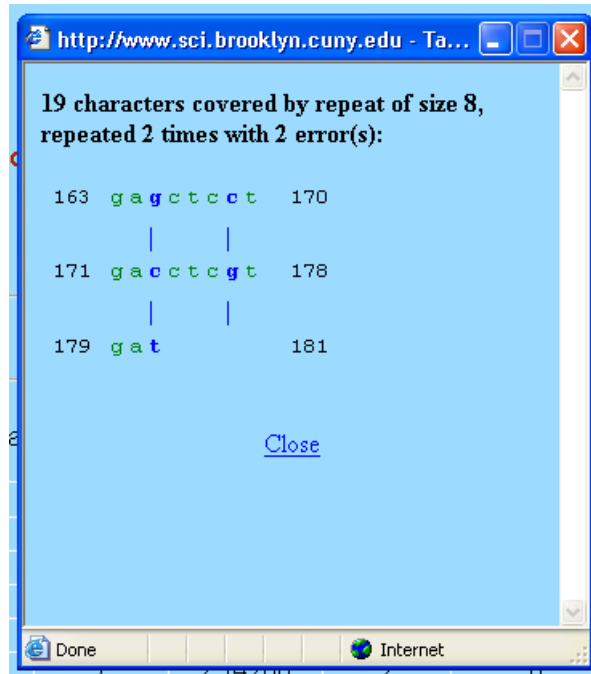 http://www.sci.brooklyn.cuny.edu - Ta...
19 characters covered by repeat of size 8,
repeated 2 times with 2 error(s):
163 gagctcct 170
| |
171 gacctcgt 178
| |
179 gat 181
Close
Done Internet